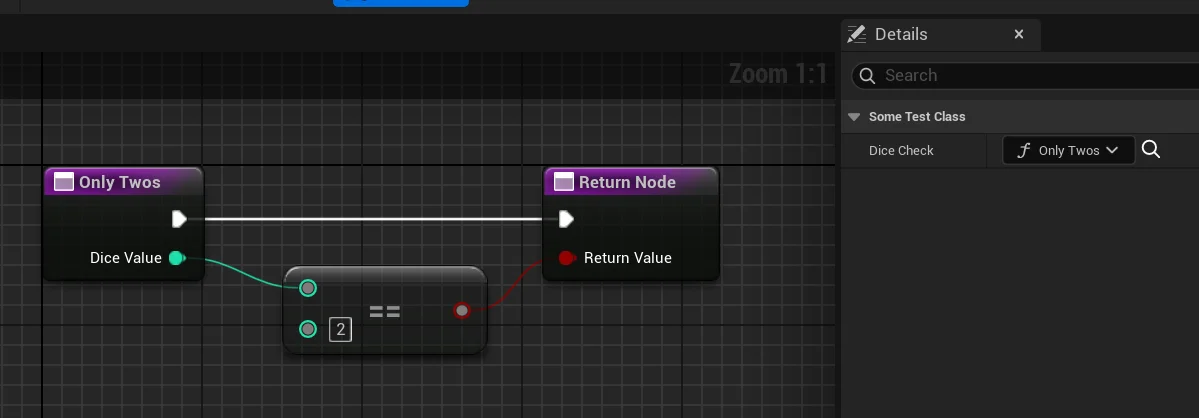 Details
Zoom 1:1
Search
Some Test Class
Dice Check
Only Twos
Only Twos
Return Node
Dice Value
Return Value
==
2